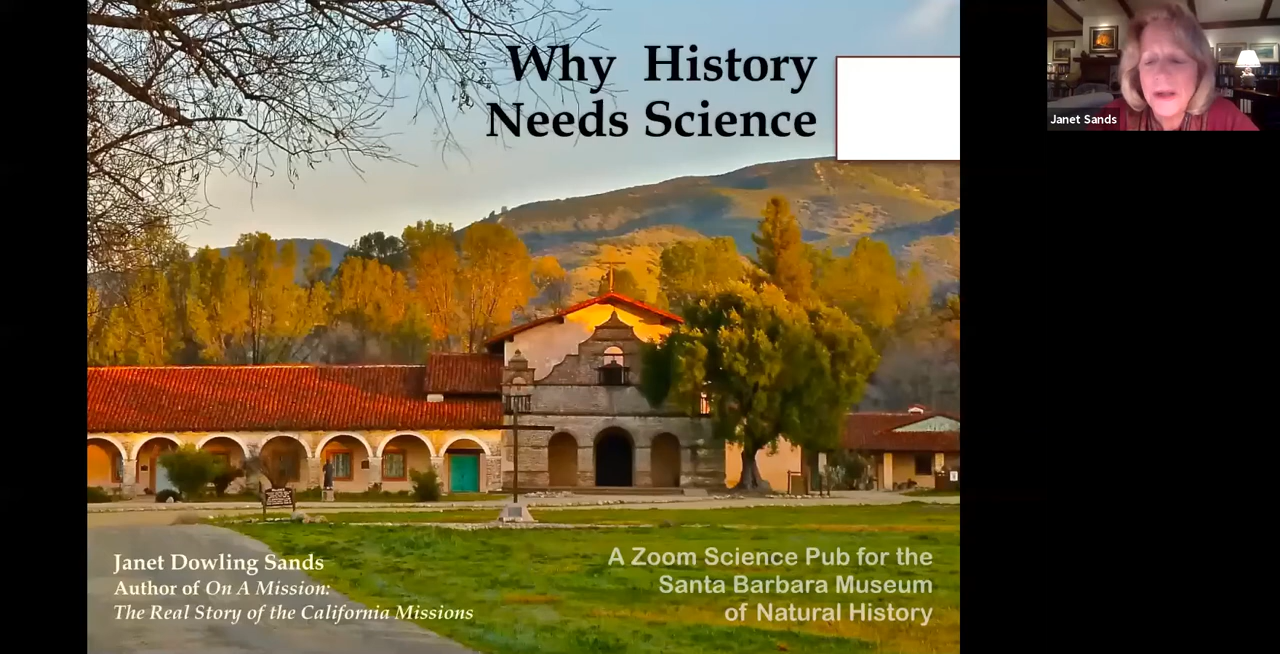 Why History
Needs Science
Janet Sands
Janet Dowling Sands
Author of On A Mission:
The Real Story of the California Missions
A Zoom Science Pub for the
Santa Barbara Museum
of Natural History